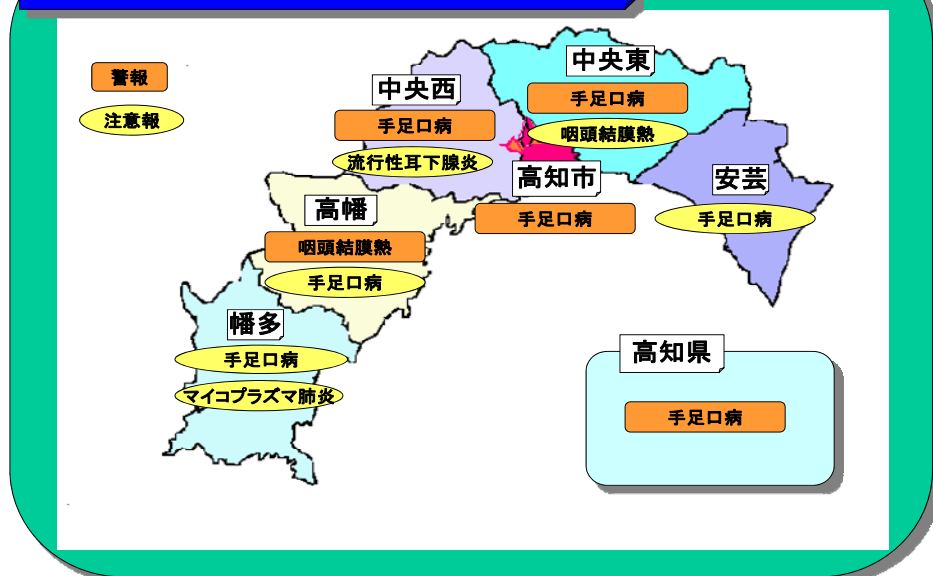 警報
注意報
中央東
手足口病
咽頭結膜熱
中央西
手足口病
流行性耳下腺炎
高知市
手足口病
安芸
手足口病
高幡
咽頭結膜熱
手足口病
幡多
手足口病
マイコプラズマ肺炎
高知県
手足口病